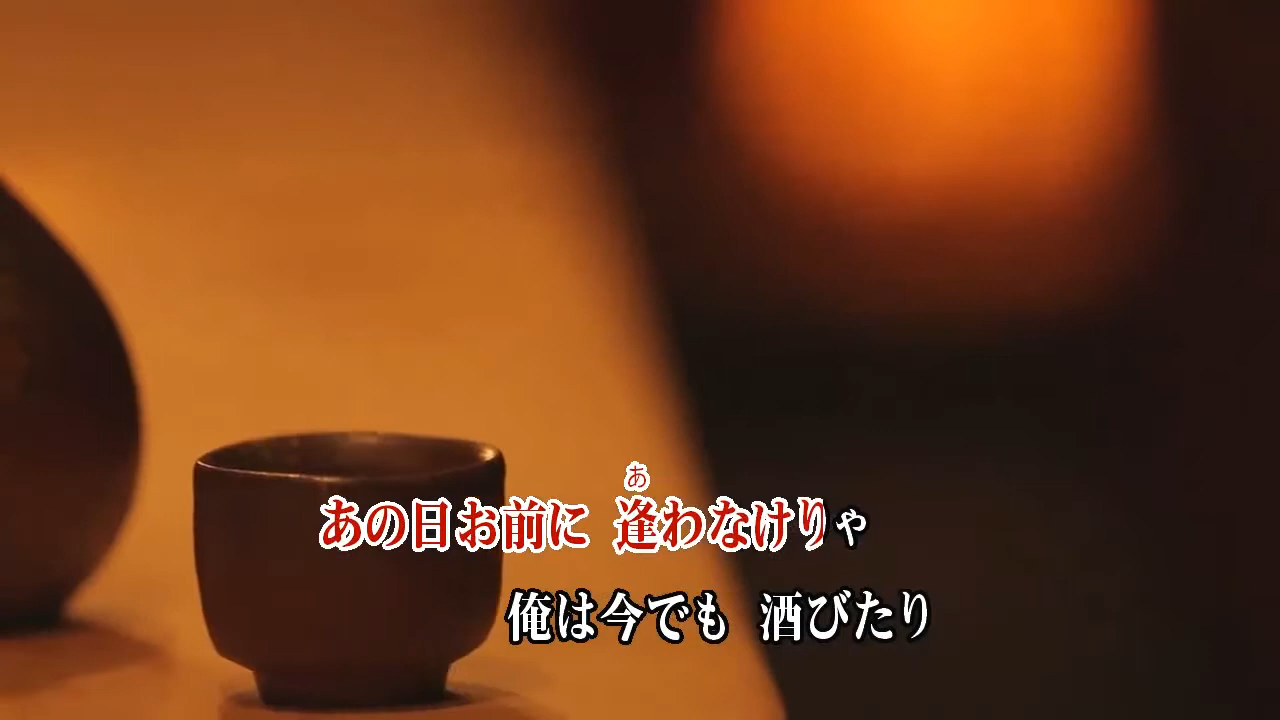 あ
あの日お前に 逢わなけりゃ
俺は今でも 酒びたり